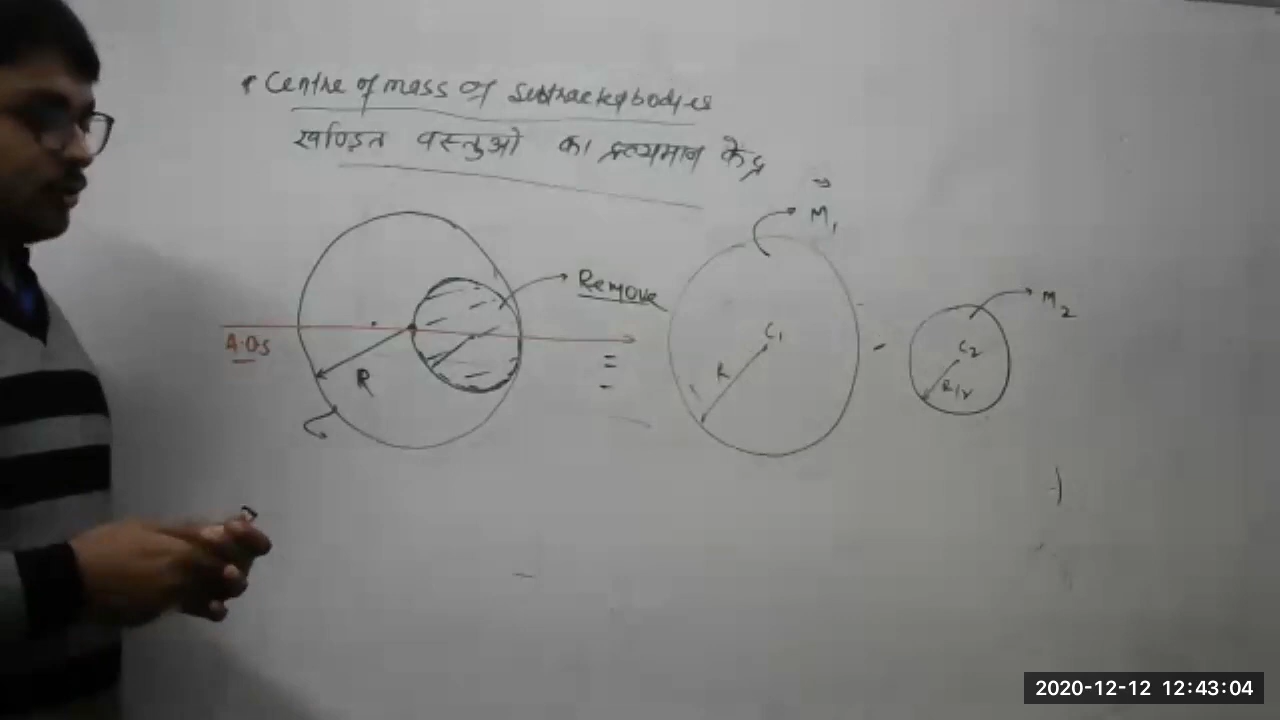 Centre of mass of subtracted bodies
खण्डित वस्तुओ का द्रव्यमान केंद्र
M1
Remove
A.O.S
R
=
C1
R
-
M2
C2
R/2
2020-12-12 12:43:04